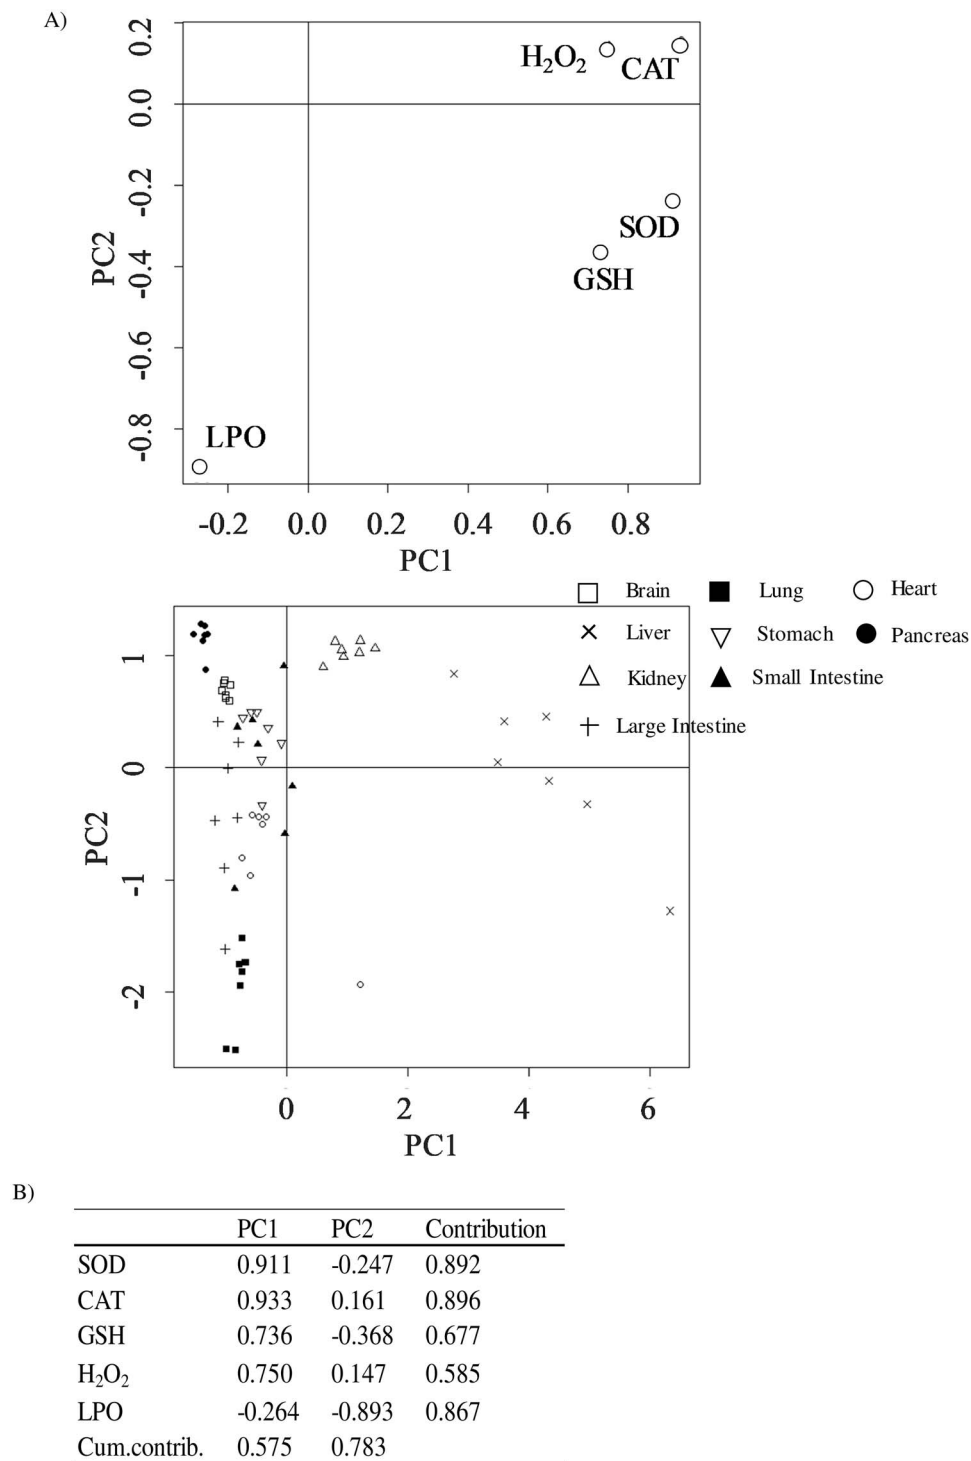 A)
0.2
0.0
-0.2
-0.4
-0.6
-0.8
PC2
H₂O₂
CAT
SOD
GSH
LPO
-0.2 0.0 0.2 0.4 0.6 0.8
PC1
Brain Lung Heart
Liver Stomach Pancreas
Kidney Small Intestine
Large Intestine
1
0
-1
-2
PC2
0 2 4 6
PC1
B)
PC1 PC2 Contribution
SOD 0.911 -0.247 0.892
CAT 0.933 0.161 0.896
GSH 0.736 -0.368 0.677
H₂O₂ 0.750 0.147 0.585
LPO -0.264 -0.893 0.867
Cum.contrib. 0.575 0.783